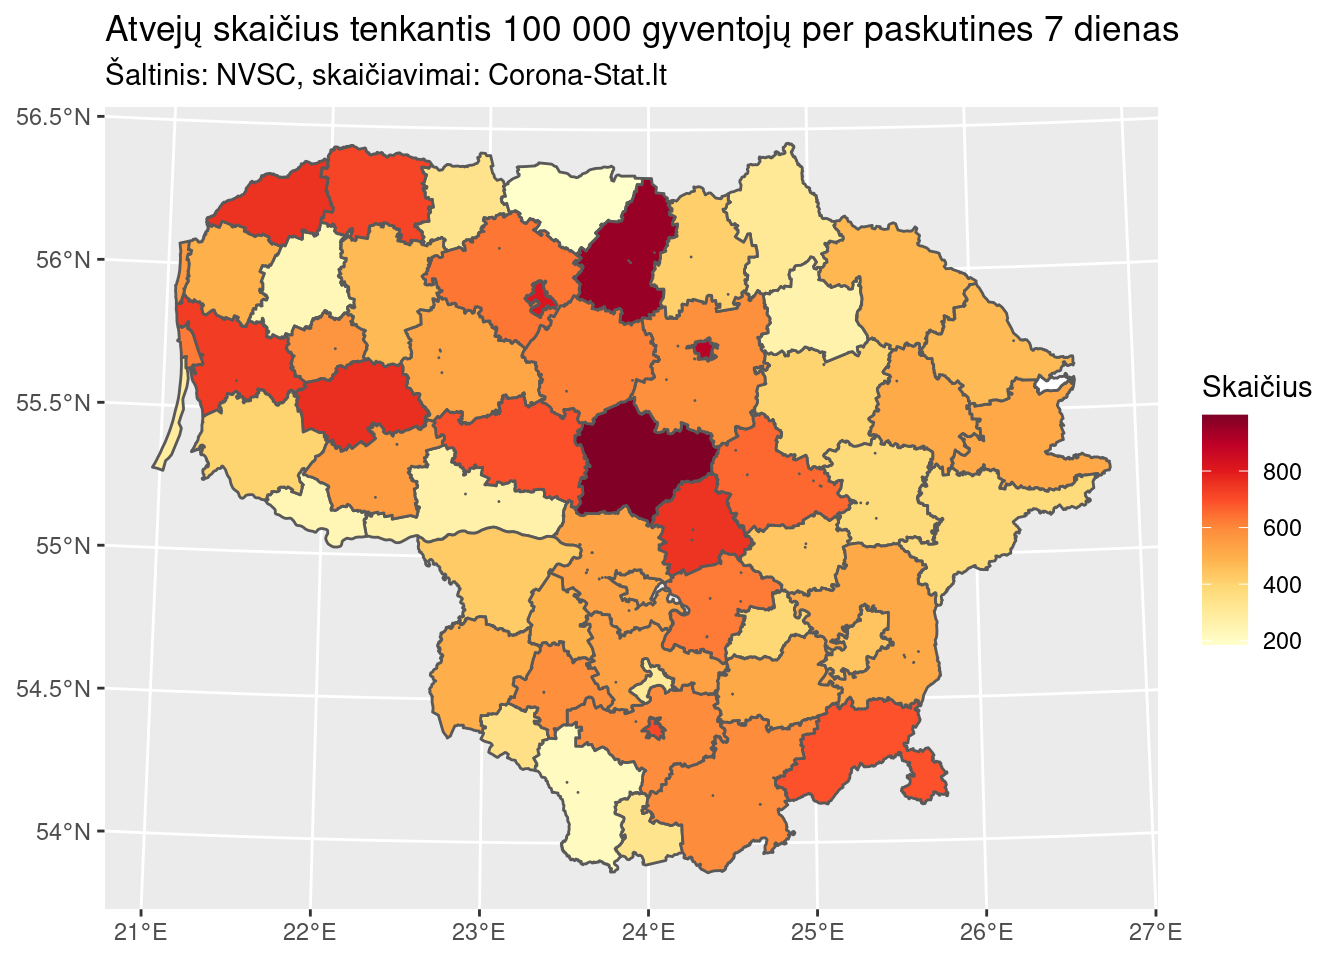 Atvejų skaičius tenkantis 100 000 gyventojų per paskutines 7 dienas
Šaltinis: NVSC, skaičiavimai: Corona-Stat.lt
56.5°N
56°N
55.5°N
55°N
54.5°N
54°N
21°E
22°E
23°E
24°E
25°E
26°E
27°E
Skaičius
800
600
400
200